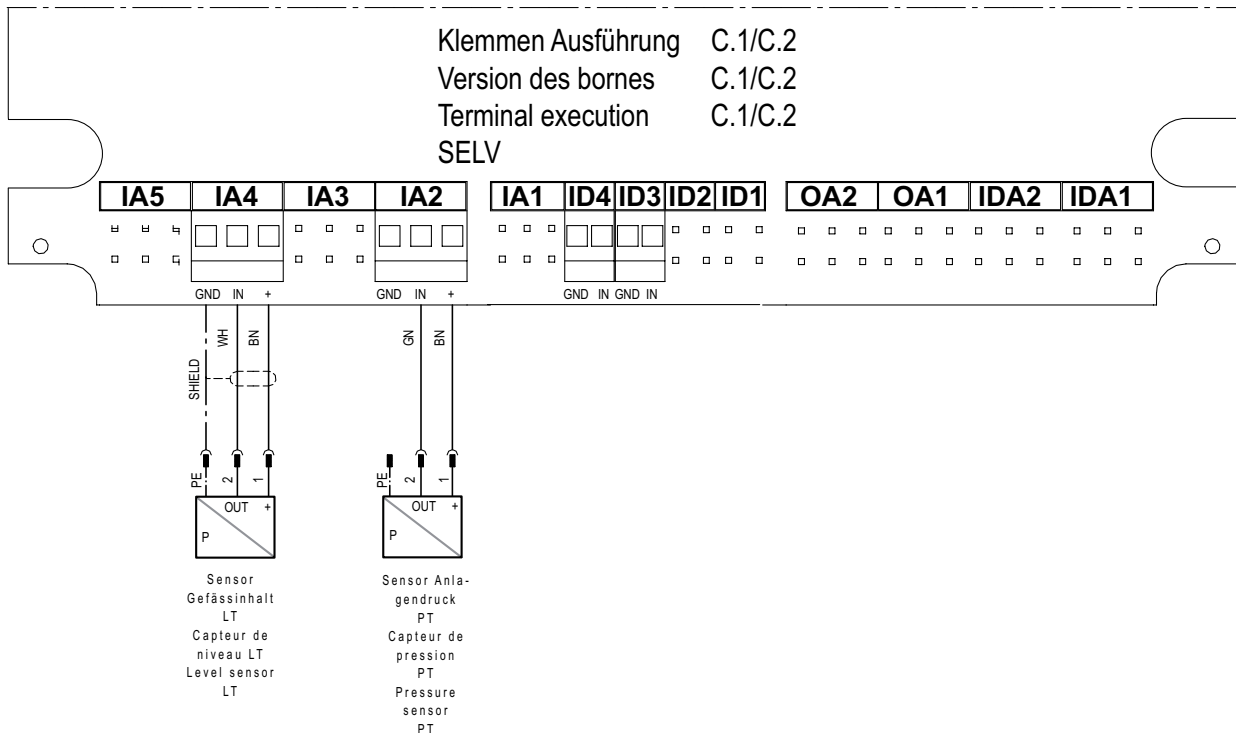 Klemmen Ausführung C.1/C.2
Version des bornes C.1/C.2
Terminal execution C.1/C.2
SELV
IA5 IA4 IA3 IA2 IA1 ID4 ID3 ID2 ID1 OA2 OA1 IDA2 IDA1
GND IN + GND IN + GND IN GND IN
SHIELD WH BN GN BN
PE 2 1 PE 2 1
OUT + OUT +
P P
Sensor
Gefässinhalt
LT
Capteur de
niveau LT
Level sensor
LT
Sensor Anla-
gendruck
PT
Capteur de
pression
PT
Pressure
sensor
PT